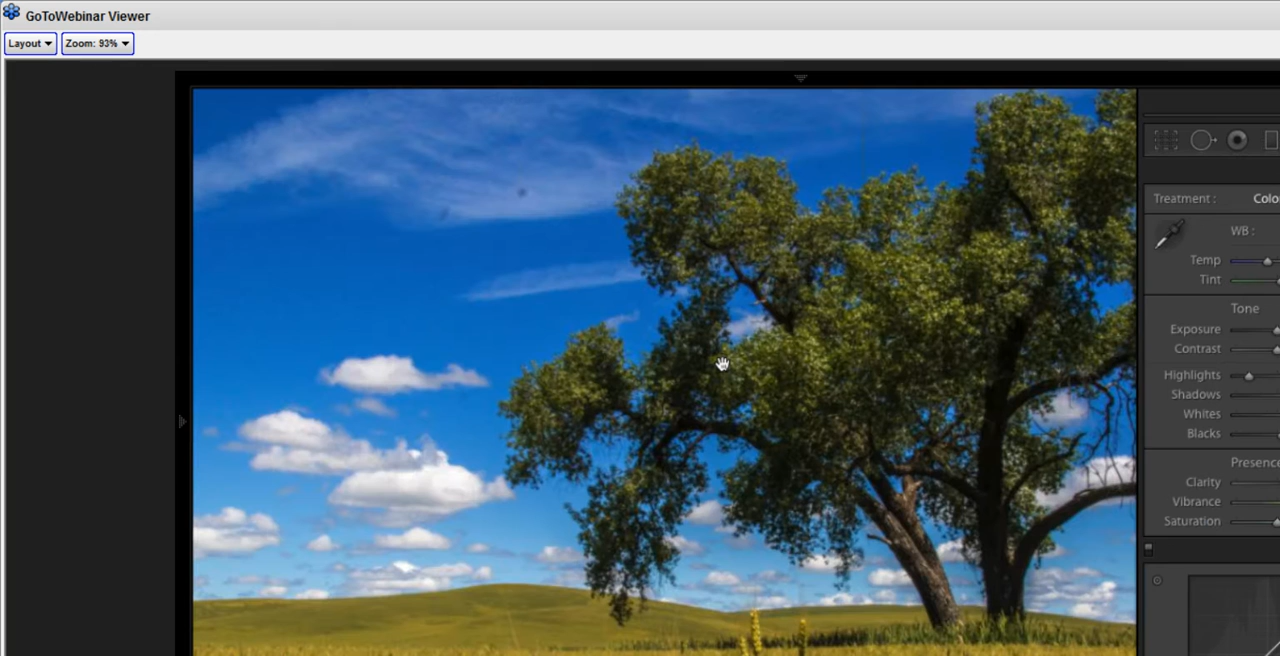 GoToWebinar Viewer
Layout Zoom: 93%
Treatment : Colo
WB :
Temp
Tint
Tone
Exposure
Contrast
Highlights
Shadows
Whites
Blacks
Presence
Clarity
Vibrance
Saturation